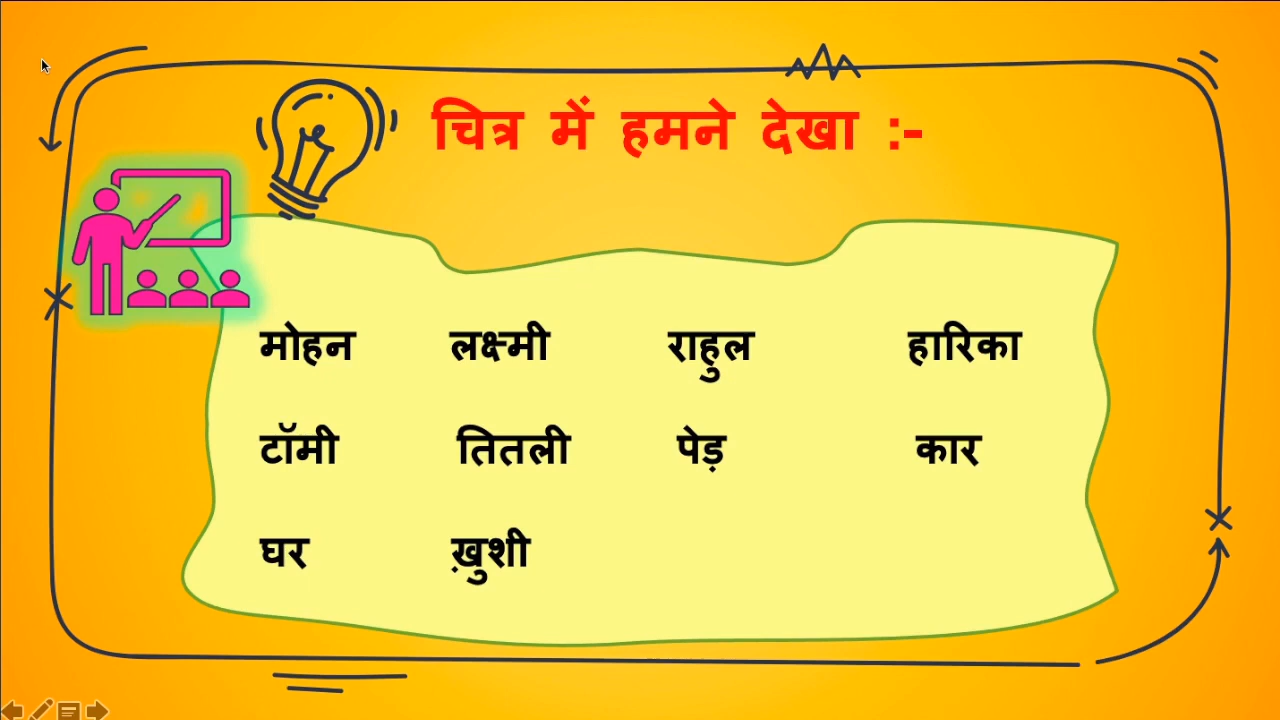 चित्र में हमने देखा :-
मोहन लक्ष्मी राहुल हारिका
टॉमी तितली पेड़ कार
घर ख़ुशी